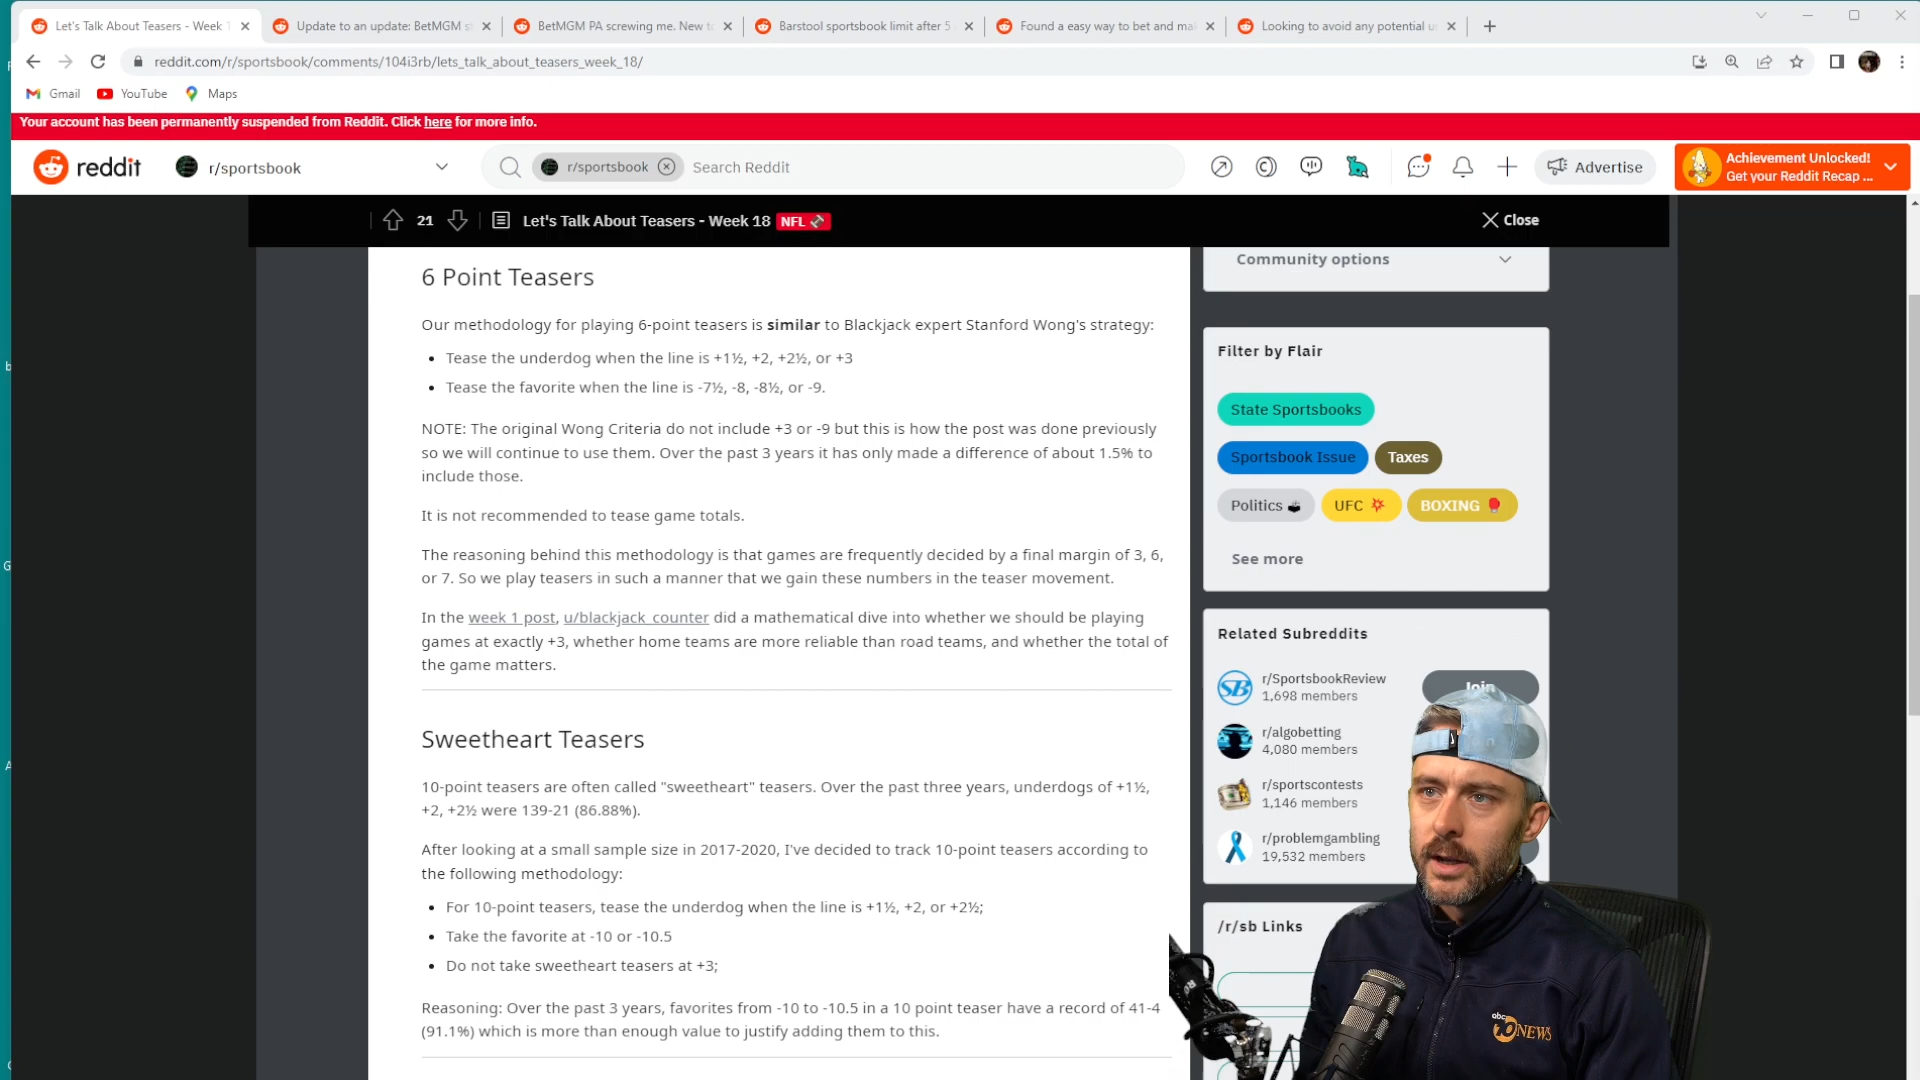 Let's Talk About Teasers - Week 1
Update to an update: BetMGM s
BetMGM PA screwing me. New t
Barstool sportsbook limit after 5
Found a easy way to bet and ma
Looking to avoid any potential u
reddit.com/r/sportsbook/comments/104i3rb/lets_talk_about_teasers_week_18/
Gmail YouTube Maps
Your account has been permanently suspended from Reddit. Click here for more info.
reddit r/sportsbook r/sportsbook Search Reddit Advertise
Achievement Unlocked!
Get your Reddit Recap ...
21 Let's Talk About Teasers - Week 18 NFL Close
6 Point Teasers
Our methodology for playing 6-point teasers is similar to Blackjack expert Stanford Wong's strategy:
• Tease the underdog when the line is +1½, +2, +2½, or +3
• Tease the favorite when the line is -7½, -8, -8½, or -9.
NOTE: The original Wong Criteria do not include +3 or -9 but this is how the post was done previously
so we will continue to use them. Over the past 3 years it has only made a difference of about 1.5% to
include those.
It is not recommended to tease game totals.
The reasoning behind this methodology is that games are frequently decided by a final margin of 3, 6,
or 7. So we play teasers in such a manner that we gain these numbers in the teaser movement.
In the week 1 post, u/blackjack_counter did a mathematical dive into whether we should be playing
games at exactly +3, whether home teams are more reliable than road teams, and whether the total of
the game matters.
Sweetheart Teasers
10-point teasers are often called "sweetheart" teasers. Over the past three years, underdogs of +1½,
+2, +2½ were 139-21 (86.88%).
After looking at a small sample size in 2017-2020, I've decided to track 10-point teasers according to
the following methodology:
• For 10-point teasers, tease the underdog when the line is +1½, +2, or +2½;
• Take the favorite at -10 or -10.5
• Do not take sweetheart teasers at +3;
Reasoning: Over the past 3 years, favorites from -10 to -10.5 in a 10 point teaser have a record of 41-4
(91.1%) which is more than enough value to justify adding them to this.
Community options
Filter by Flair
State Sportsbooks
Sportsbook Issue Taxes
Politics UFC BOXING
See more
Related Subreddits
r/SportsbookReview
1,698 members
Join
r/algobetting
4,080 members
r/sportscontests
1,146 members
r/problemgambling
19,532 members
/r/sb Links
abc
10 NEWS